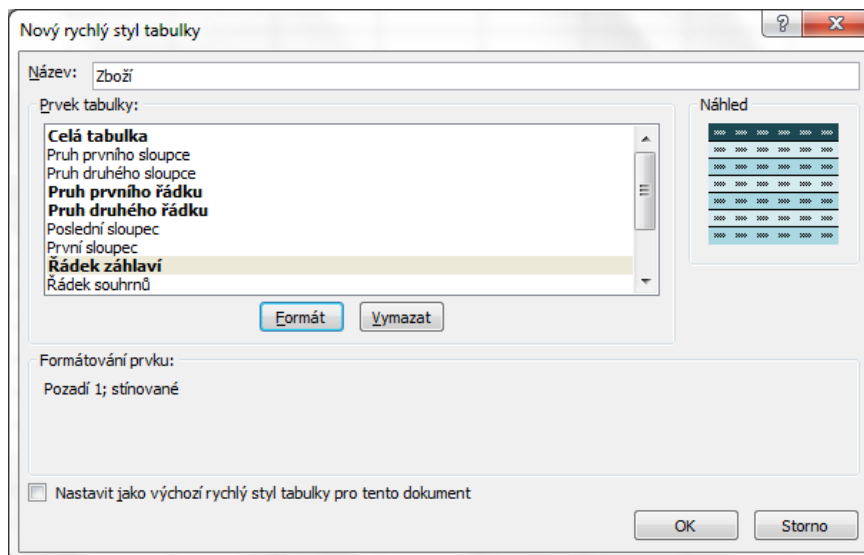 Nový rychlý styl tabulky
Název: Zboží
Prvek tabulky:
Náhled
Celá tabulka
Pruh prvního sloupce
Pruh druhého sloupce
Pruh prvního řádku
Pruh druhého řádku
Poslední sloupec
První sloupec
Řádek záhlaví
Řádek souhrnů
Formát Vymazat
Formátování prvku:
Pozadí 1; stínované
Nastavit jako výchozí rychlý styl tabulky pro tento dokument
OK Storno